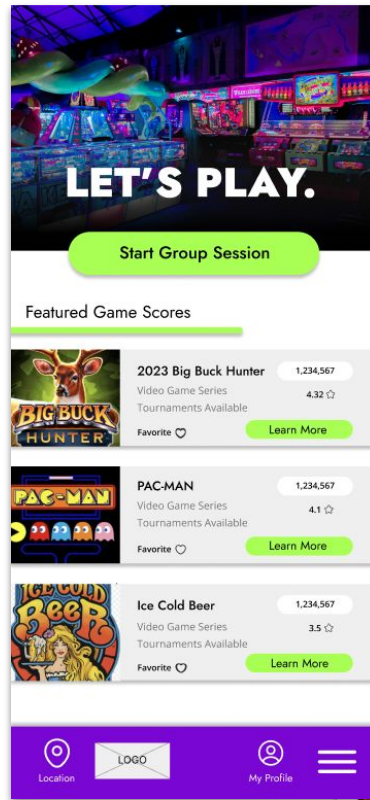 LET'S PLAY.
Start Group Session
Featured Game Scores
BIG BUCK
HUNTER
2023 Big Buck Hunter
1,234,567
Video Game Series
4.32
Tournaments Available
Favorite
Learn More
PAC-MAN
PAC-MAN
1,234,567
Video Game Series
4.1
Tournaments Available
Favorite
Learn More
ICE COLD
BEER
Ice Cold Beer
1,234,567
Video Game Series
3.5
Tournaments Available
Favorite
Learn More
Location
LOGO
My Profile